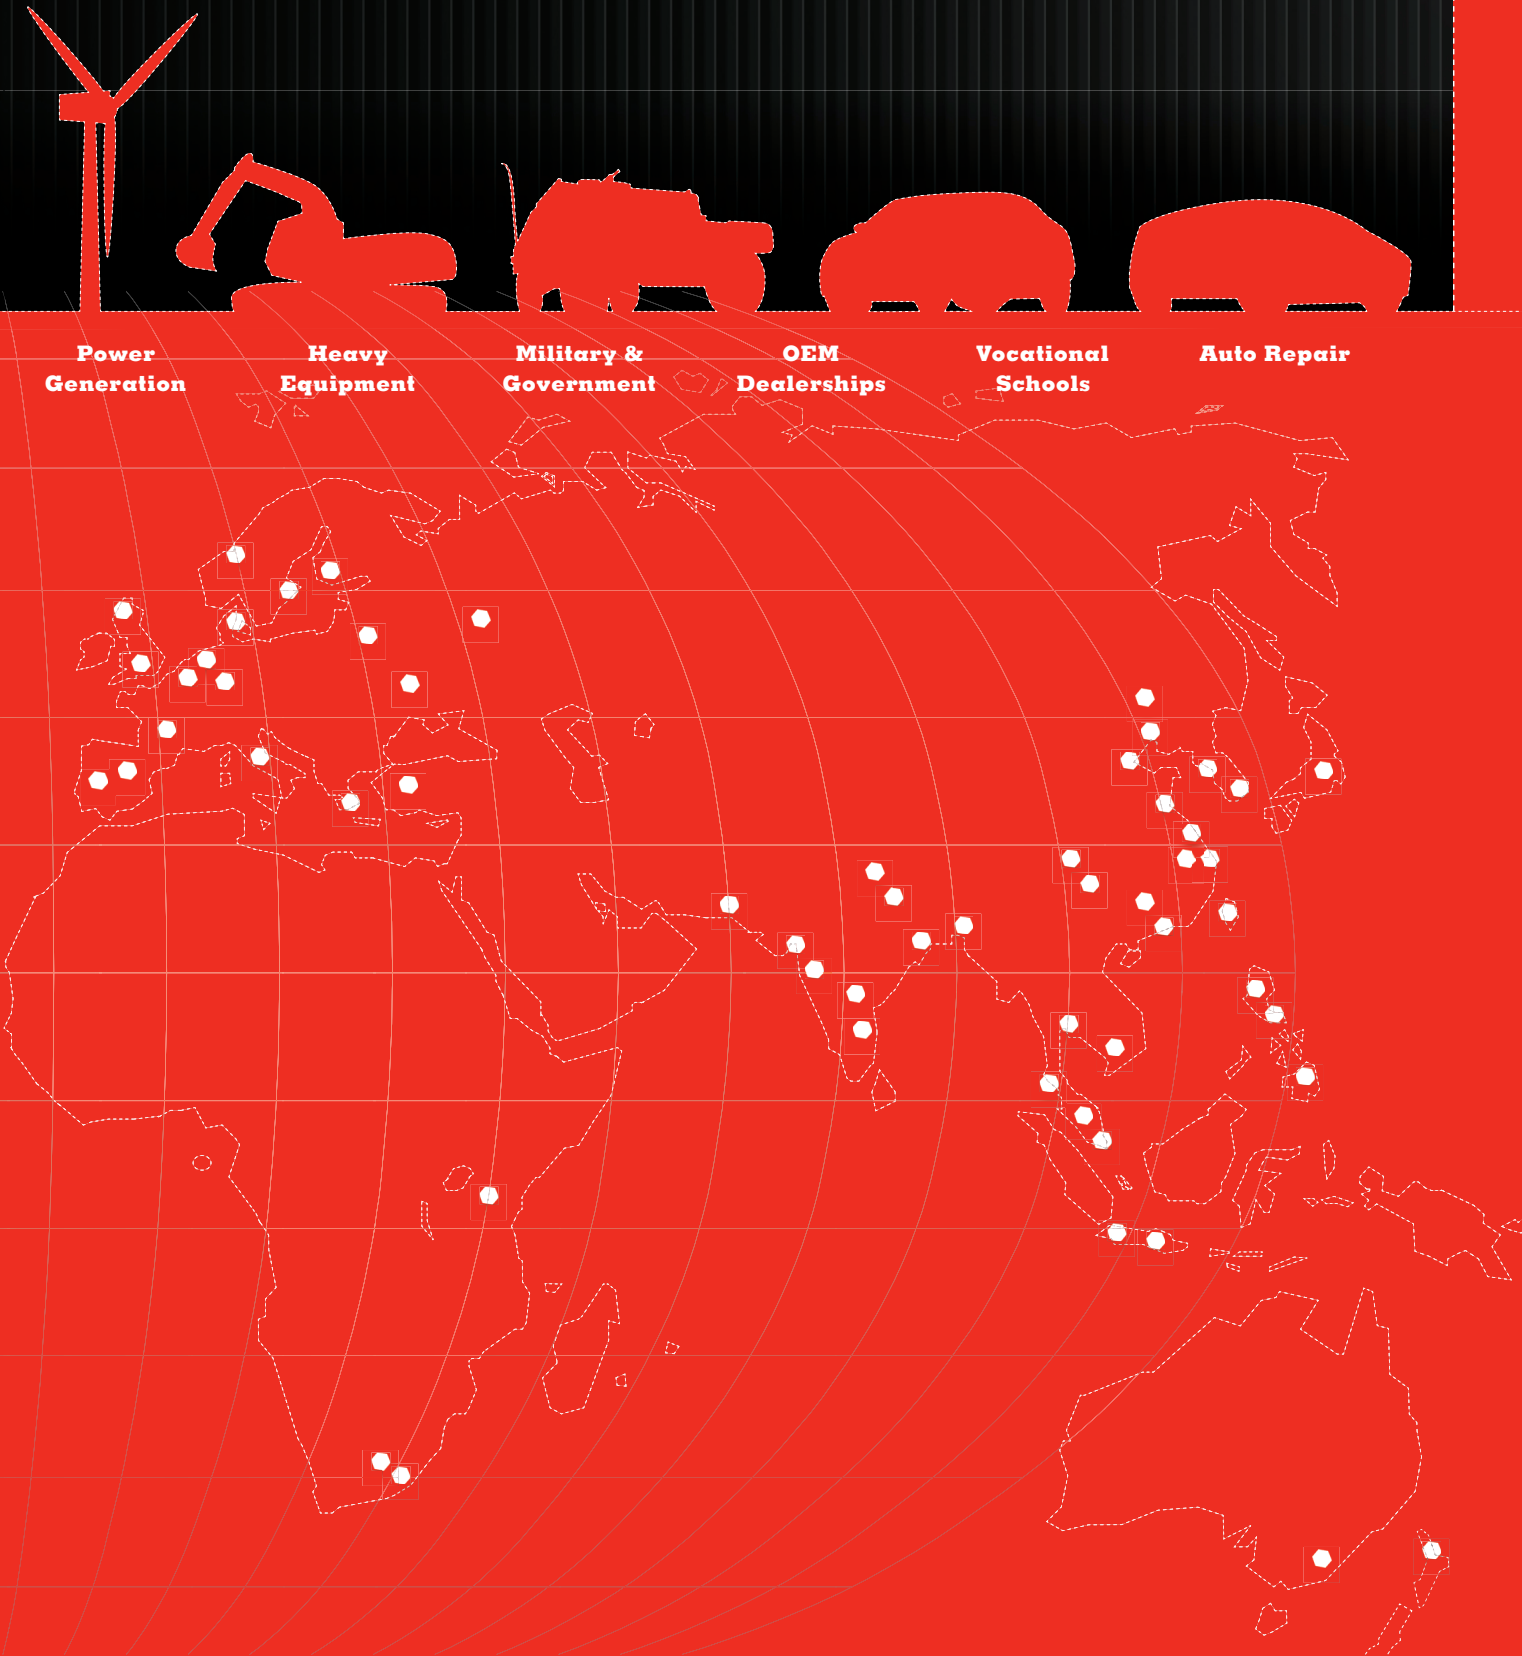 Power
Generation
Heavy
Equipment
Military &
Government
OEM
Dealerships
Vocational
Schools
Auto Repair